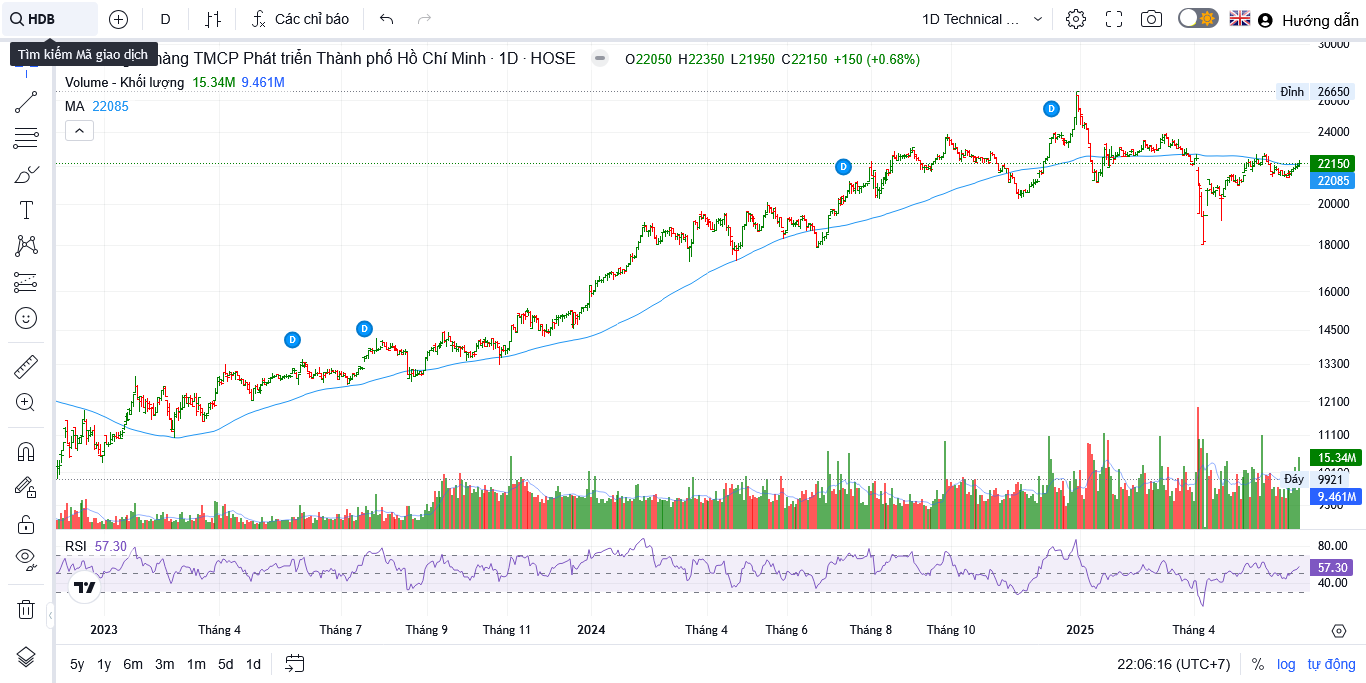 HDB D Các chỉ báo 1D Technical ... Hướng dẫn
Tìm kiếm Mã giao dịch
hàng TMCP Phát triển Thành phố Hồ Chí Minh · 1D · HOSE O22050 H22350 L21950 C22150 +150 (+0.68%)
Volume - Khối lượng 15.34M 9.461M
MA 22085
30000
Đỉnh 26650
26000
24000
22150
22085
20000
18000
16000
14500
13300
12100
11100
15.34M
Đáy 9921
9.461M
D
D
D
D
RSI 57.30
80.00
57.30
40.00
2023 Tháng 4 Tháng 7 Tháng 9 Tháng 11 2024 Tháng 4 Tháng 6 Tháng 8 Tháng 10 2025 Tháng 4
5y 1y 6m 3m 1m 5d 1d 22:06:16 (UTC+7) % log tự động